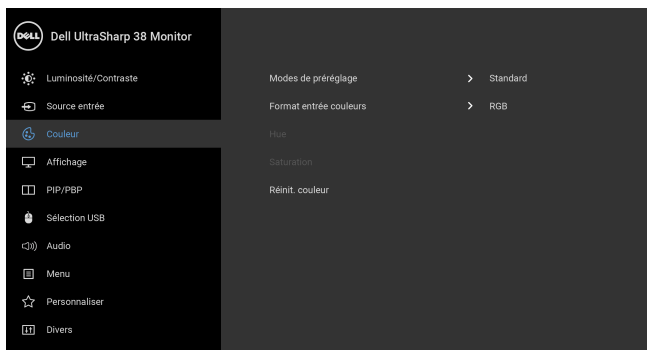 DELL Dell UltraSharp 38 Monitor
Luminosité/Contraste
Modes de préréglage
Standard
Source entrée
Format entrée couleurs
RGB
Couleur
Hue
Affichage
Saturation
PIP/PBP
Réinit. couleur
Sélection USB
Audio
Menu
Personnaliser
Divers